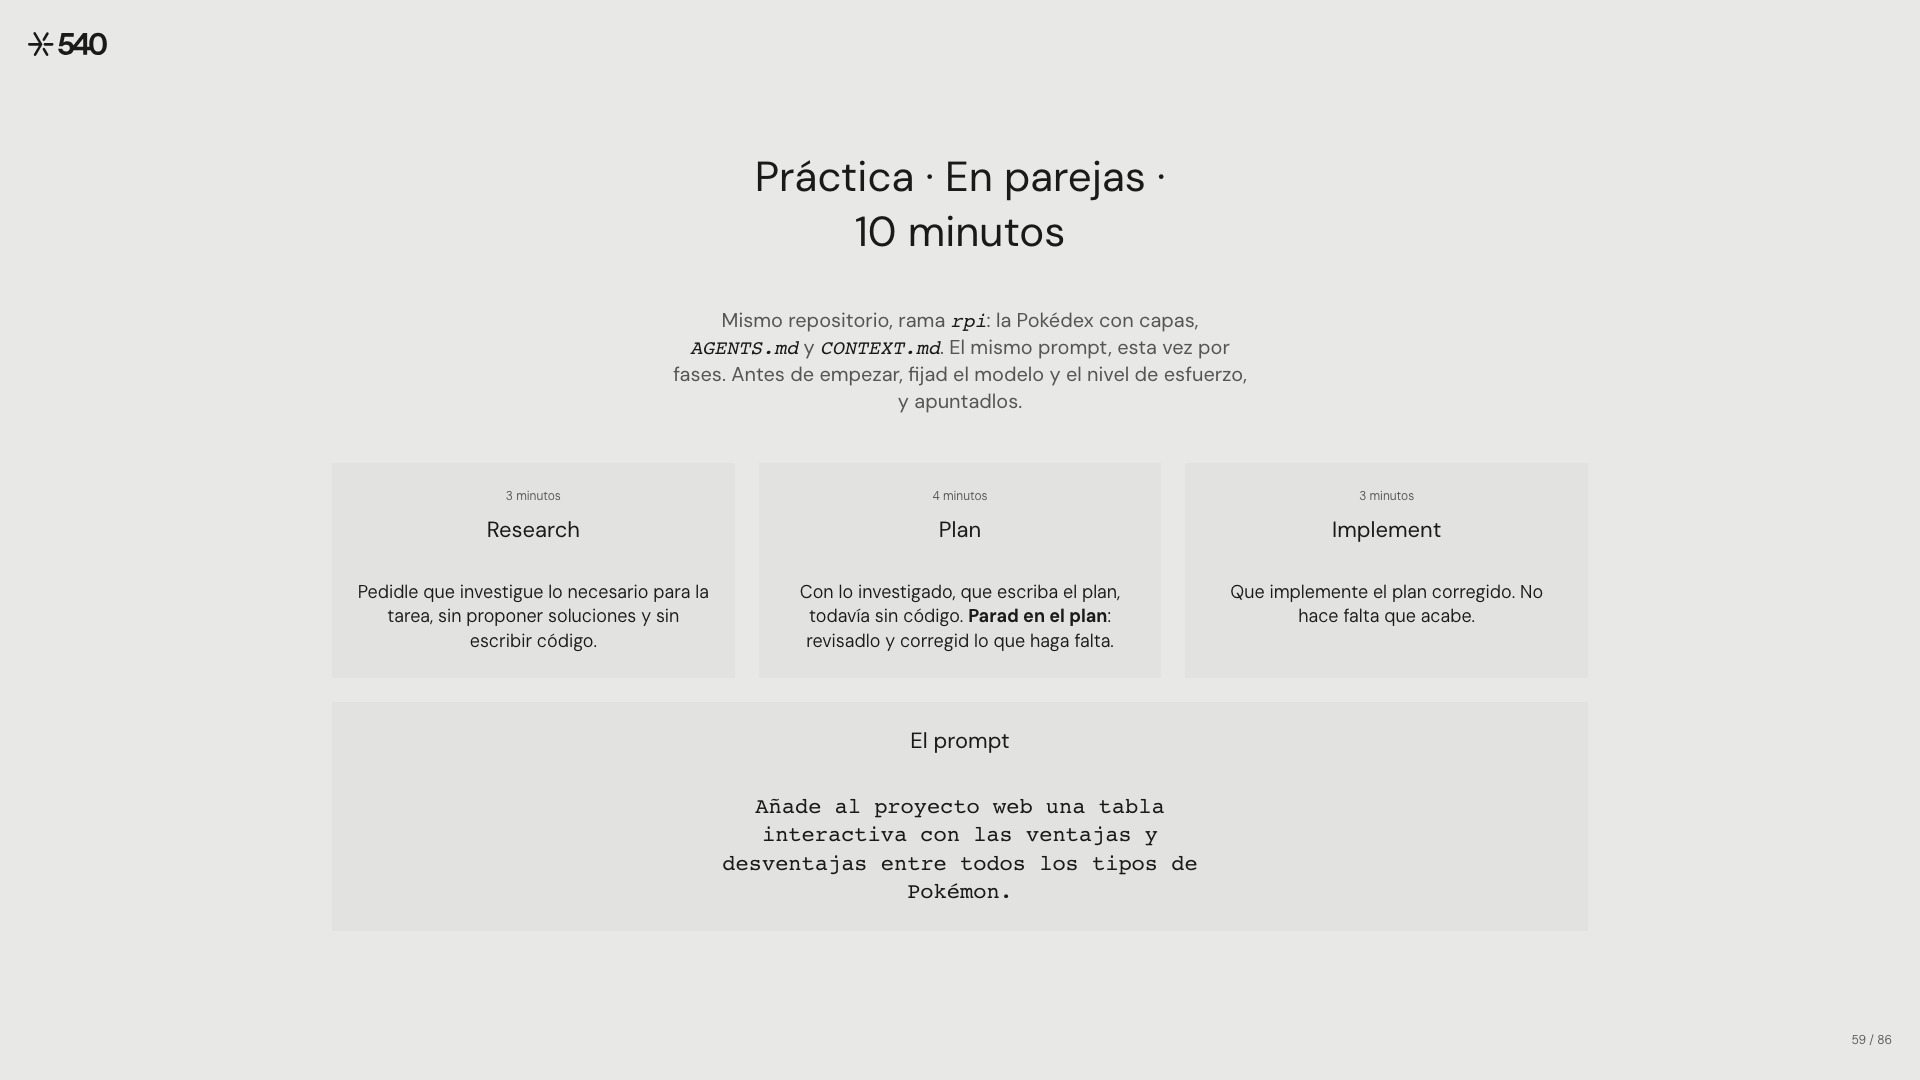 540
Práctica · En parejas ·
10 minutos
Mismo repositorio, rama rpi: la Pokédex con capas,
AGENTS.md y CONTEXT.md. El mismo prompt, esta vez por
fases. Antes de empezar, fijad el modelo y el nivel de esfuerzo,
y apuntadlos.
3 minutos
Research
Pedidle que investigue lo necesario para la
tarea, sin proponer soluciones y sin
escribir código.
4 minutos
Plan
Con lo investigado, que escriba el plan,
todavía sin código. Parad en el plan:
revisadlo y corregid lo que haga falta.
3 minutos
Implement
Que implemente el plan corregido. No
hace falta que acabe.
El prompt
Añade al proyecto web una tabla
interactiva con las ventajas y
desventajas entre todos los tipos de
Pokémon.
59 / 86